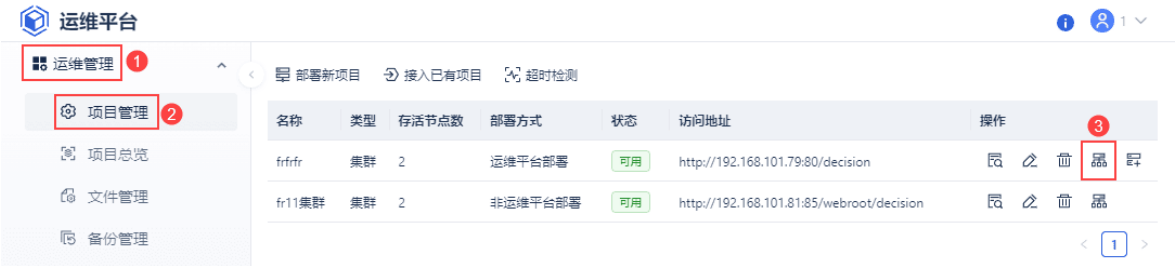 运维平台
1
运维管理 1
部署新项目 接入已有项目 超时检测
项目管理 2
项目总览
文件管理
备份管理
名称 类型 存活节点数 部署方式 状态 访问地址 操作 3
frfrfr 集群 2 运维平台部署 可用 http://192.168.101.79:80/decision
fr11集群 集群 2 非运维平台部署 可用 http://192.168.101.81:85/webroot/decision
< 1 >